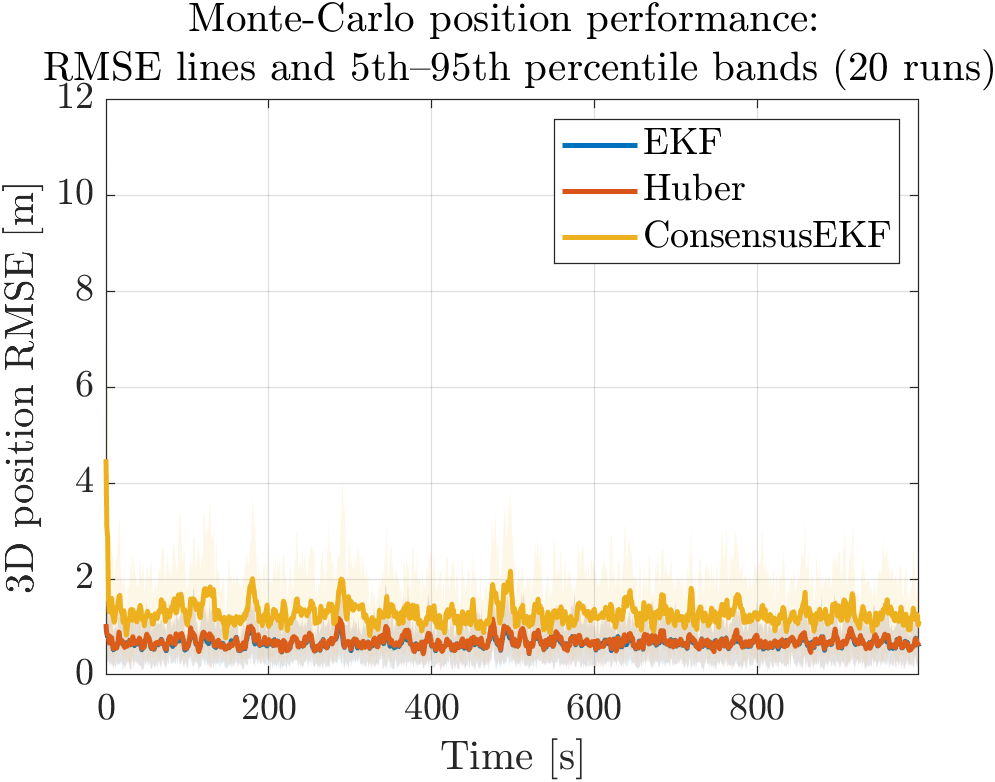 Monte-Carlo position performance:
RMSE lines and 5th–95th percentile bands (20 runs)
12
10
8
6
4
2
0
3D position RMSE [m]
EKF
Huber
ConsensusEKF
0 200 400 600 800
Time [s]